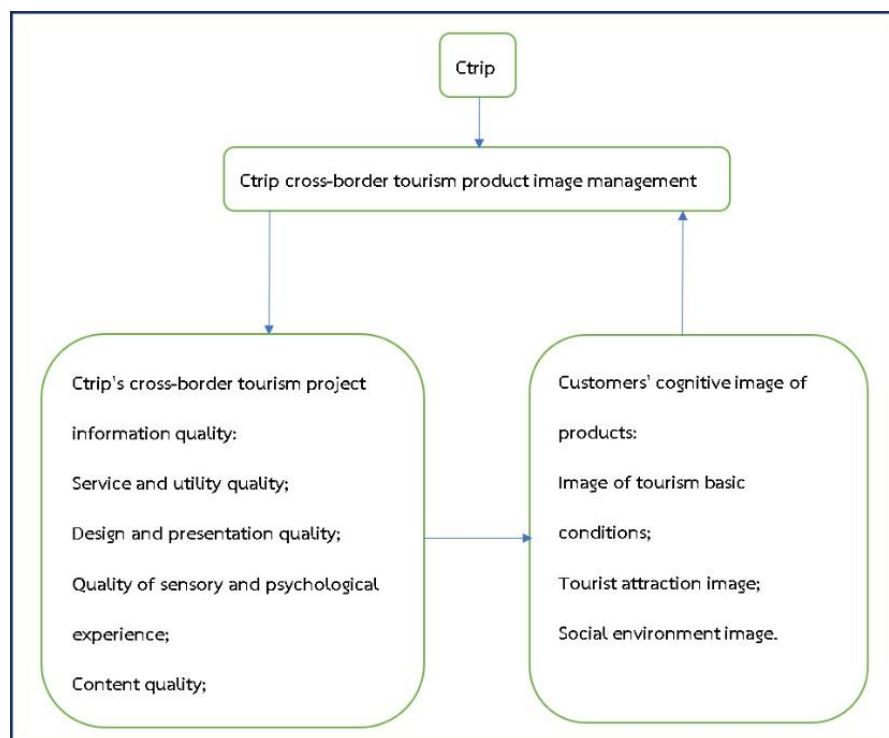 Ctrip
Ctrip cross-border tourism product image management
Ctrip's cross-border tourism project
information quality:
Service and utility quality;
Design and presentation quality;
Quality of sensory and psychological
experience;
Content quality;
Customers' cognitive image of
products:
Image of tourism basic
conditions;
Tourist attraction image;
Social environment image.